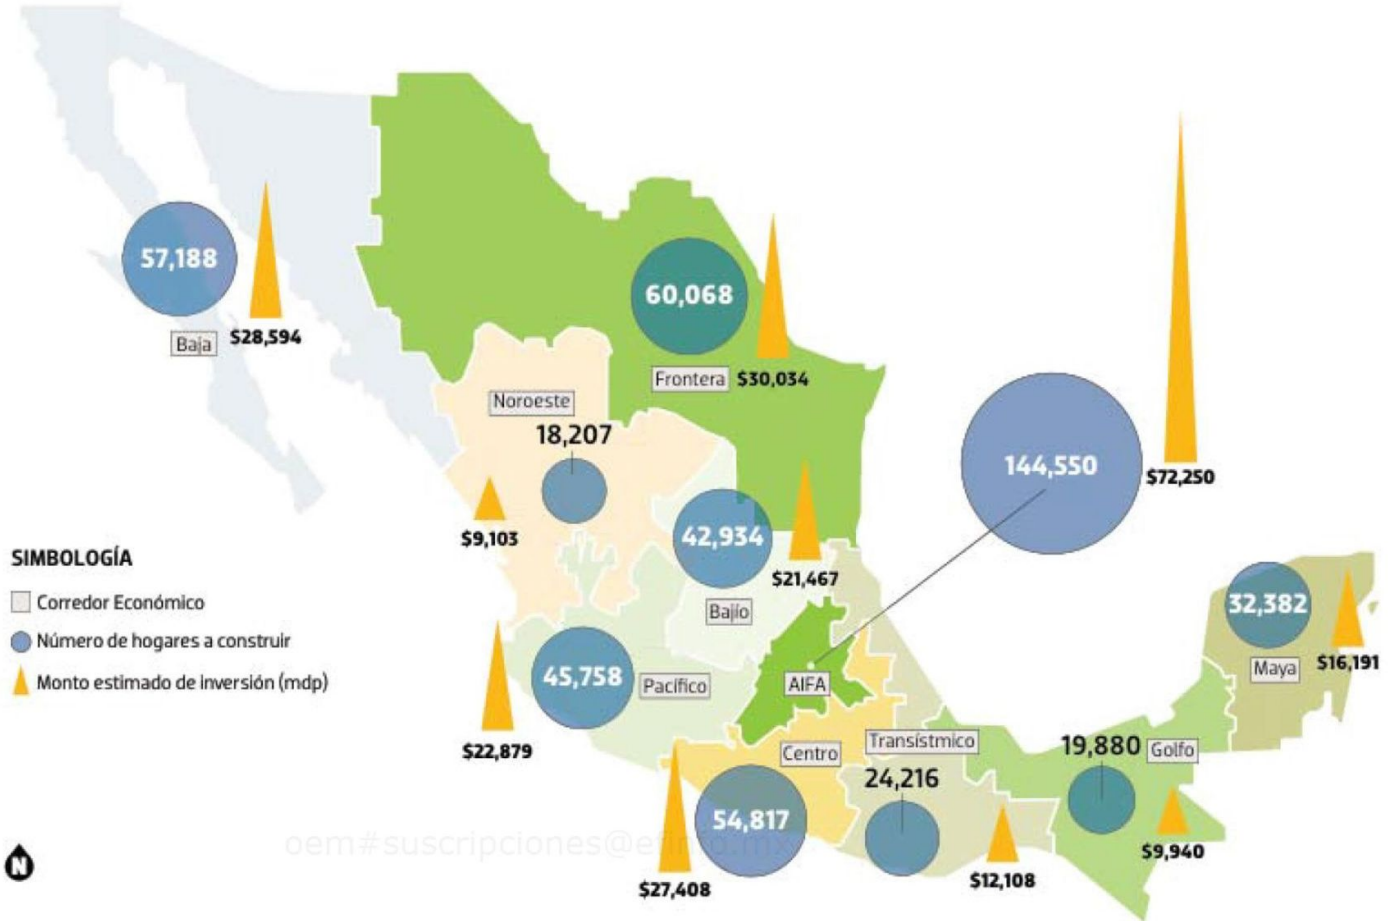 57,188
Baja
$28,594
60,068
Frontera
$30,034
Noroeste
18,207
$9,103
144,550
$72,250
42,934
$21,467
Bajío
SIMBOLOGÍA
Corredor Económico
Número de hogares a construir
Monto estimado de inversión (mdp)
45,758
Pacífico
$22,879
AIFA
32,382
Maya
$16,191
Centro
54,817
$27,408
Transístmico
24,216
$12,108
19,880
Golfo
$9,940
N